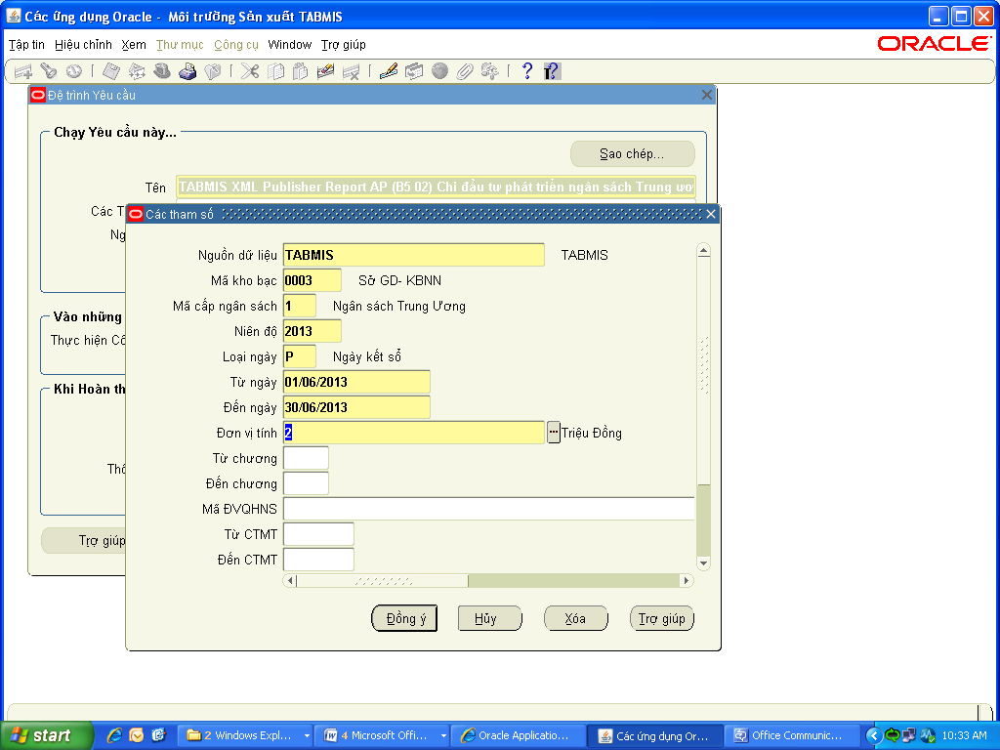 Các ứng dụng Oracle - Môi trường Sản xuất TABMIS
Tập tin Hiệu chỉnh Xem Thư mục Công cụ Window Trợ giúp
ORACLE
Đệ trình Yêu cầu
Chạy Yêu cầu này...
Sao chép...
Tên TABMIS XML Publisher Report AP (B5 02) Chi đầu tư phát triển ngân sách Trung ươ
Các T
Ng
Vào những
Thực hiện Cô
Khi Hoàn th
Thô
Trợ giúp
Các tham số
Nguồn dữ liệu TABMIS TABMIS
Mã kho bạc 0003 Sở GD- KBNN
Mã cấp ngân sách 1 Ngân sách Trung Ương
Niên độ 2013
Loại ngày P Ngày kết sổ
Từ ngày 01/06/2013
Đến ngày 30/06/2013
Đơn vị tính 2 ... Triệu Đồng
Từ chương
Đến chương
Mã ĐVQHNS
Từ CTMT
Đến CTMT
Đồng ý Hủy Xóa Trợ giúp
start 2 Windows Expl... 4 Microsoft Offi... Oracle Applicatio... Các ứng dụng Or... Office Communic... 10:33 AM